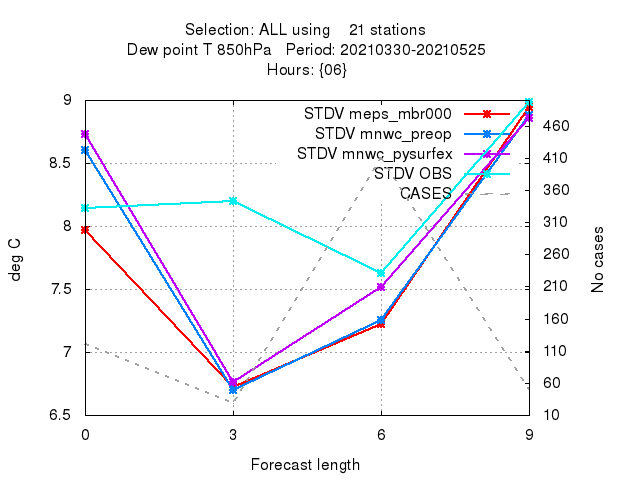 Selection: ALL using    21 stations
Dew point T 850hPa   Period: 20210330-20210525
Hours: {06}
STDV meps_mbr000
STDV mnwc_preop
STDV mnwc_pysurfex
STDV OBS
CASES
9
8.5
8
7.5
7
6.5
deg C
460
410
360
310
260
210
160
110
60
10
No cases
0 3 6 9
Forecast length